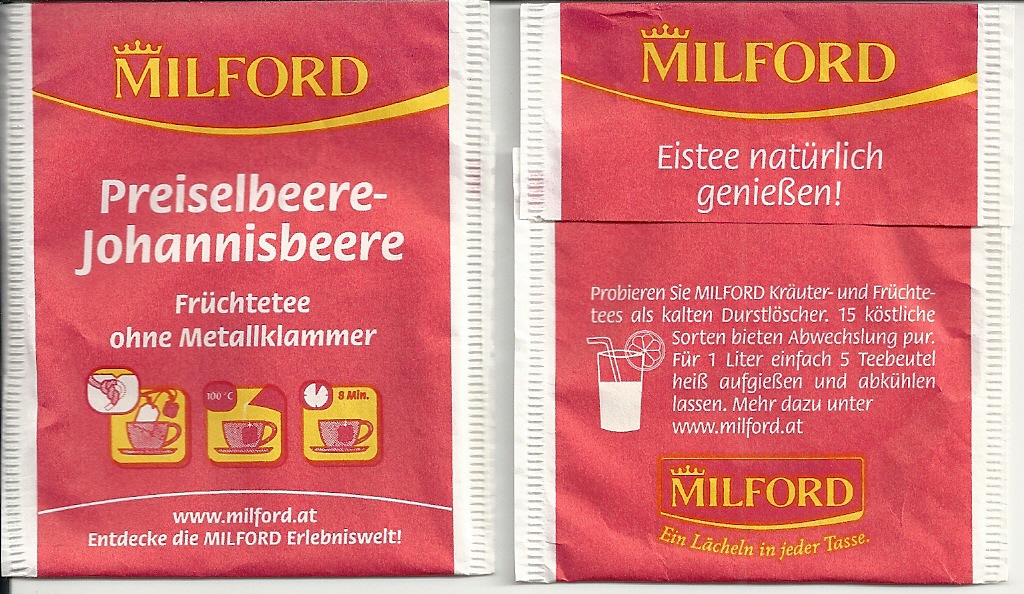 MILFORD
Preiselbeere-
Johannisbeere
Früchtetee
ohne Metallklammer
100 °C
8 Min.
www.milford.at
Entdecke die MILFORD Erlebniswelt!
MILFORD
Eistee natürlich
genießen!
Probieren Sie MILFORD Kräuter- und Früchte-
tees als kalten Durstlöscher. 15 köstliche
Sorten bieten Abwechslung pur.
Für 1 Liter einfach 5 Teebeutel
heiß aufgießen und abkühlen
lassen. Mehr dazu unter
www.milford.at
MILFORD
Ein Lächeln in jeder Tasse.